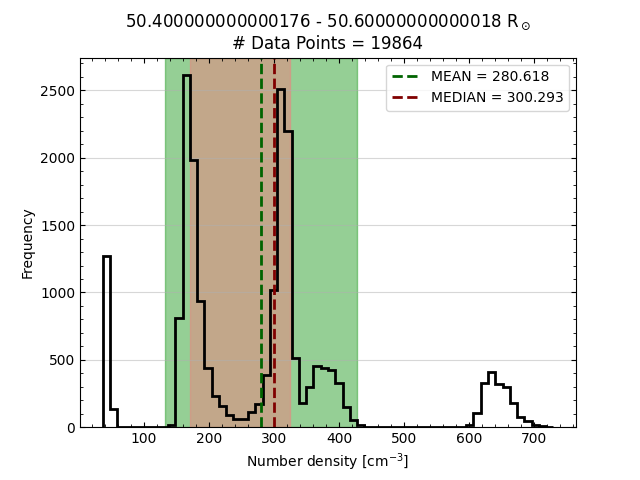 50.400000000000176 - 50.60000000000018 R⊙
# Data Points = 19864
MEAN = 280.618
MEDIAN = 300.293
Frequency
2500
2000
1500
1000
500
0
100 200 300 400 500 600 700
Number density [cm⁻³]